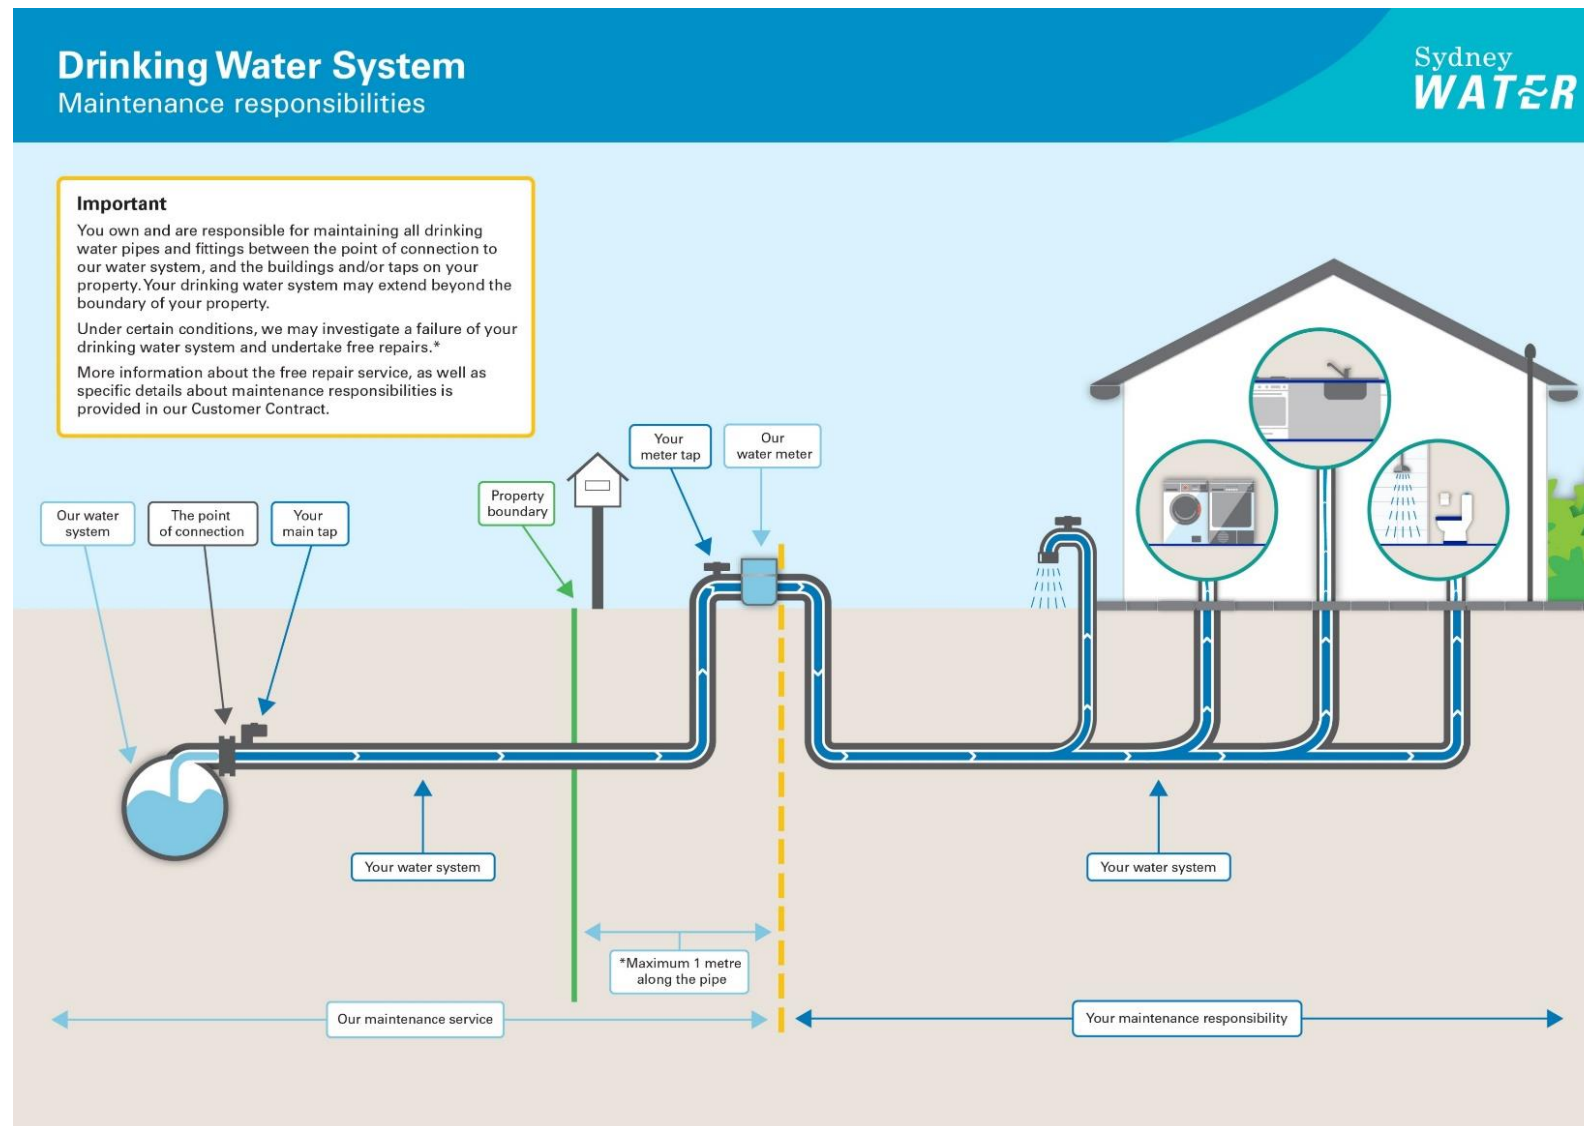 Drinking Water System
Maintenance responsibilities
Sydney
WATER
Important
You own and are responsible for maintaining all drinking
water pipes and fittings between the point of connection to
our water system, and the buildings and/or taps on your
property. Your drinking water system may extend beyond the
boundary of your property.
Under certain conditions, we may investigate a failure of your
drinking water system and undertake free repairs.*
More information about the free repair service, as well as
specific details about maintenance responsibilities is
provided in our Customer Contract.
Our water
system
The point
of connection
Your
main tap
Property
boundary
Your
meter tap
Our
water meter
Your water system
Your water system
*Maximum 1 metre
along the pipe
Our maintenance service
Your maintenance responsibility